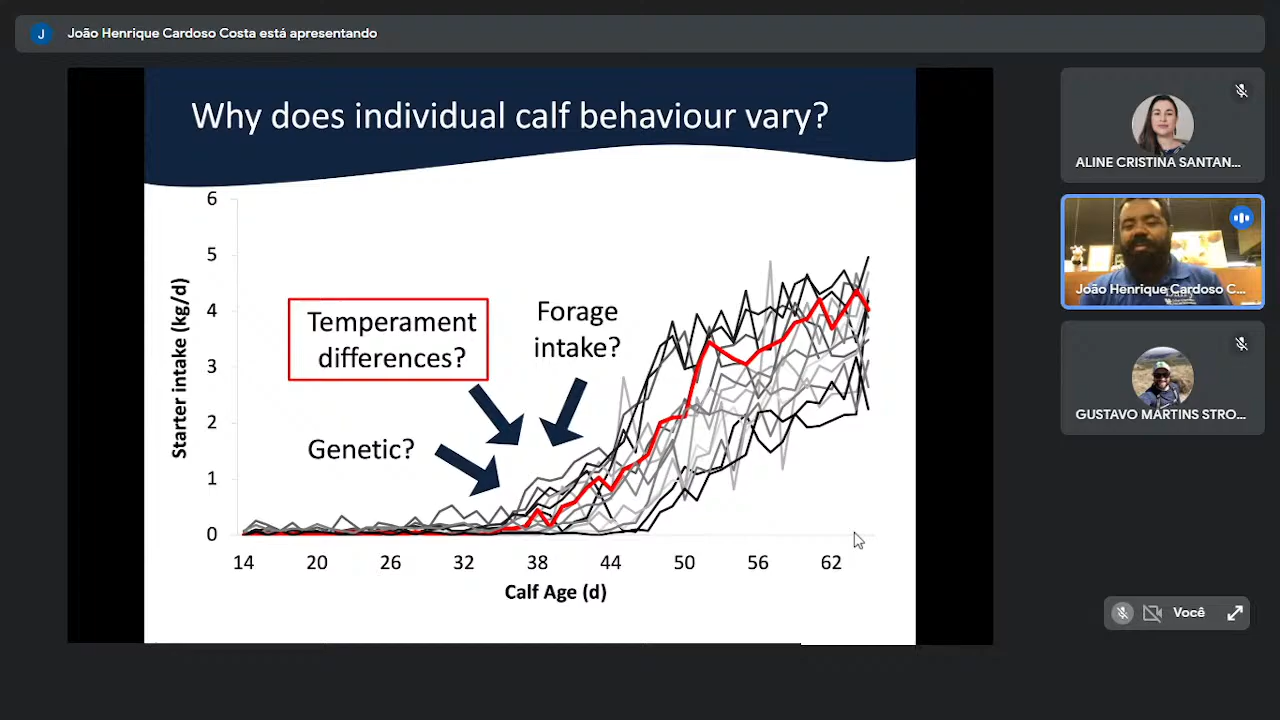 J
João Henrique Cardoso Costa está apresentando
Why does individual calf behaviour vary?
6
5
4
3
2
1
0
Starter intake (kg/d)
Temperament
differences?
Forage
intake?
Genetic?
14 20 26 32 38 44 50 56 62
Calf Age (d)
ALINE CRISTINA SANTAN...
João Henrique Cardoso C...
GUSTAVO MARTINS STRO...
Você